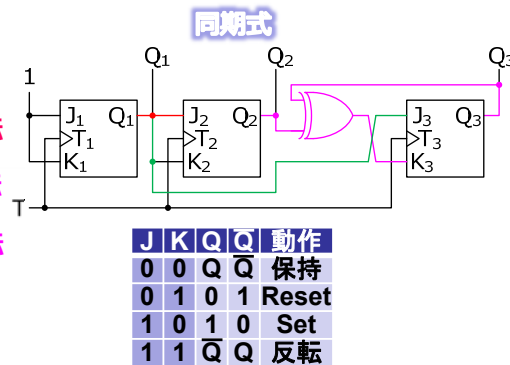 同期式
Q1 Q2 Q3
1
J1 Q1 J2 Q2 J3 Q3
T1 T2 T3
K1 K2 K3
T
J K Q Q̅ 動作
0 0 Q Q̅ 保持
0 1 0 1 Reset
1 0 1 0 Set
1 1 Q̅ Q 反転